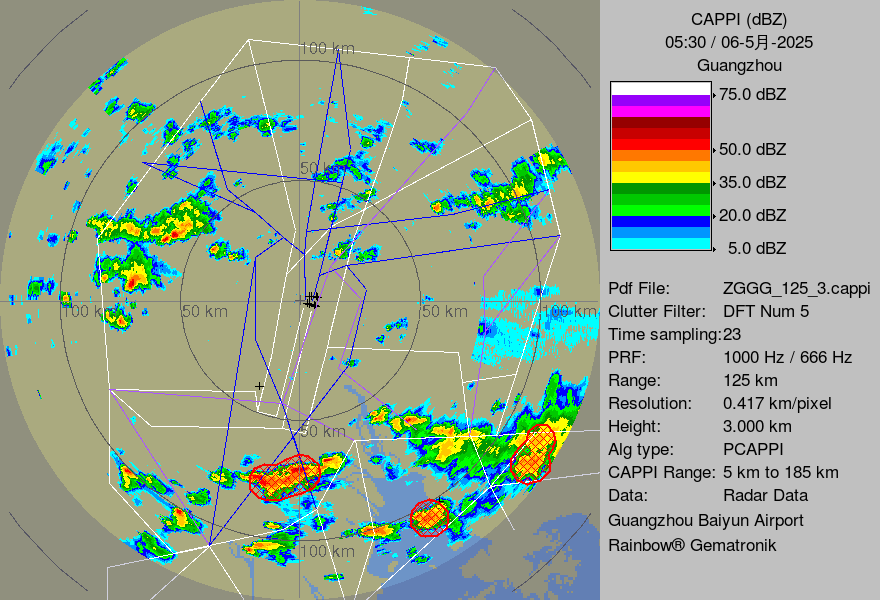 CAPPI (dBZ)
05:30 / 06-5月-2025
Guangzhou
75.0 dBZ
50.0 dBZ
35.0 dBZ
20.0 dBZ
5.0 dBZ
Pdf File: ZGGG_125_3.cappi
Clutter Filter: DFT Num 5
Time sampling:23
PRF: 1000 Hz / 666 Hz
Range: 125 km
Resolution: 0.417 km/pixel
Height: 3.000 km
Alg type: PCAPPI
CAPPI Range: 5 km to 185 km
Data: Radar Data
Guangzhou Baiyun Airport
Rainbow® Gematronik
100 km
50 km
100 km
50 km
50 km
100 km
50 km
100 km